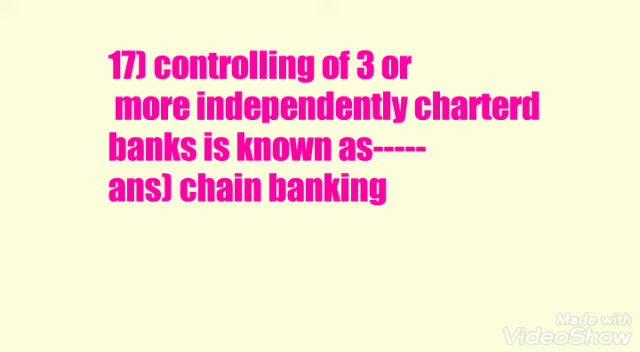 17) controlling of 3 or
more independently charterd
banks is known as-----
ans) chain banking
Made with
VideoShow